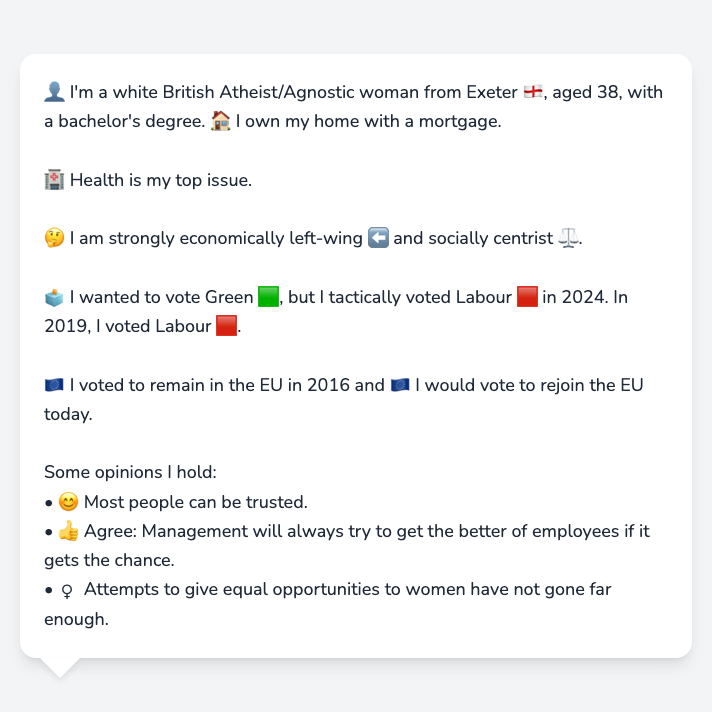 👤 I'm a white British Atheist/Agnostic woman from Exeter 🏴󠁧󠁢󠁥󠁮󠁧󠁿, aged 38, with
a bachelor's degree. 🏠 I own my home with a mortgage.
🏥 Health is my top issue.
🤔 I am strongly economically left-wing ⬅️ and socially centrist ⚖️.
🗳️ I wanted to vote Green 🟩, but I tactically voted Labour 🟥 in 2024. In
2019, I voted Labour 🟥.
🇪🇺 I voted to remain in the EU in 2016 and 🇪🇺 I would vote to rejoin the EU
today.
Some opinions I hold:
• 😊 Most people can be trusted.
• 👍 Agree: Management will always try to get the better of employees if it
gets the chance.
• ♀ Attempts to give equal opportunities to women have not gone far
enough.